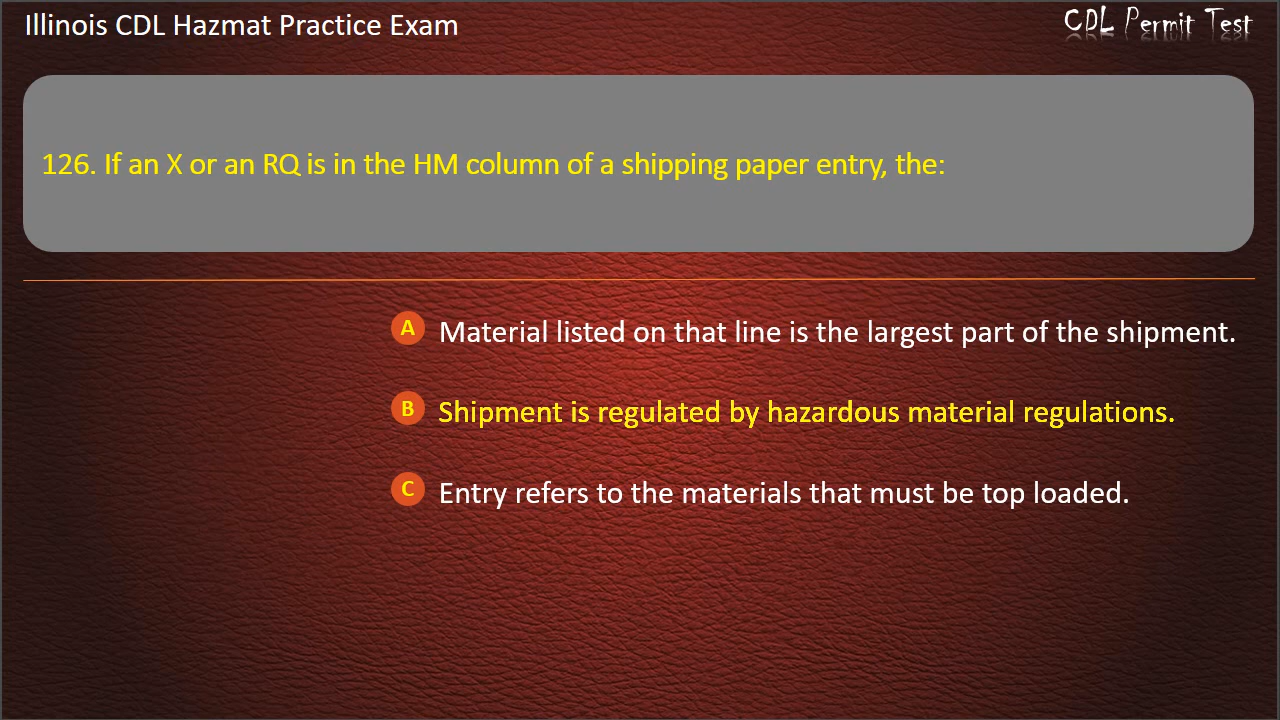 Illinois CDL Hazmat Practice Exam
CDL Permit Test
126. If an X or an RQ is in the HM column of a shipping paper entry, the:
A Material listed on that line is the largest part of the shipment.
B Shipment is regulated by hazardous material regulations.
C Entry refers to the materials that must be top loaded.